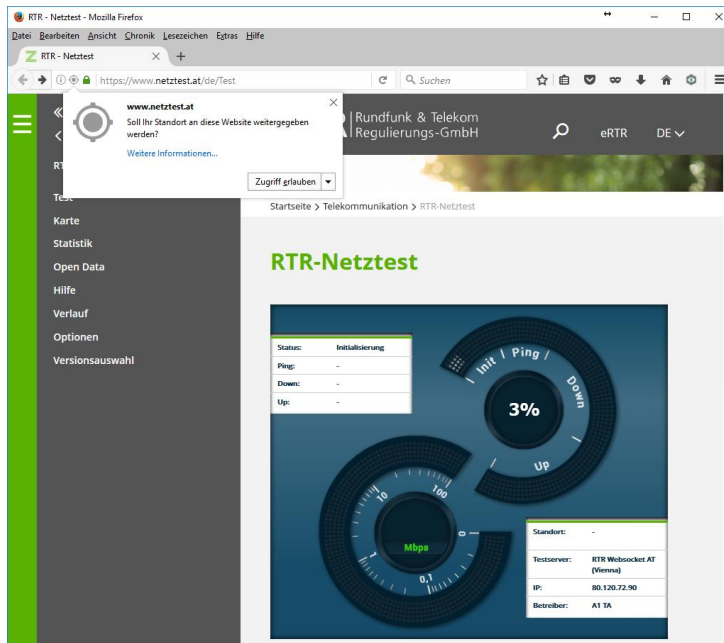 RTR - Netztest - Mozilla Firefox
Datei Bearbeiten Ansicht Chronik Lesezeichen Extras Hilfe
RTR - Netztest
https://www.netztest.at/de/Test
Suchen
www.netztest.at
Soll Ihr Standort an diese Website weitergegeben
werden?
Weitere Informationen...
Zugriff erlauben
Rundfunk & Telekom
Regulierungs-GmbH
eRTR
DE
Test
Karte
Statistik
Open Data
Hilfe
Verlauf
Optionen
Versionsauswahl
Startseite > Telekommunikation > RTR-Netztest
RTR-Netztest
Status: Initialisierung
Ping: -
Down: -
Up: -
Init / Ping / Down
3%
Up
100
10
0
1
0,1
Mbps
Standort: -
Testserver: RTR Websocket AT
(Vienna)
IP: 80.120.72.90
Betreiber: A1 TA